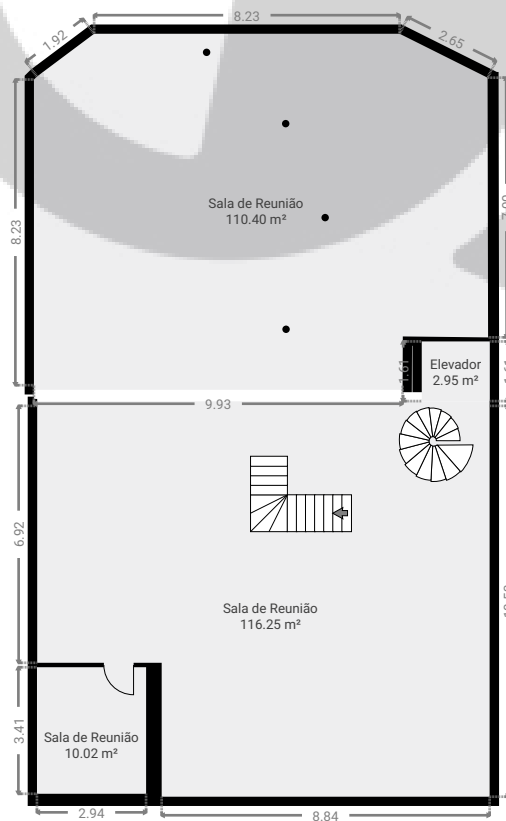 8.23
1.92
2.65
Sala de Reunião
110.40 m²
8.23
1.61
Elevador
2.95 m²
9.93
6.92
Sala de Reunião
116.25 m²
3.41
Sala de Reunião
10.02 m²
2.94
8.84